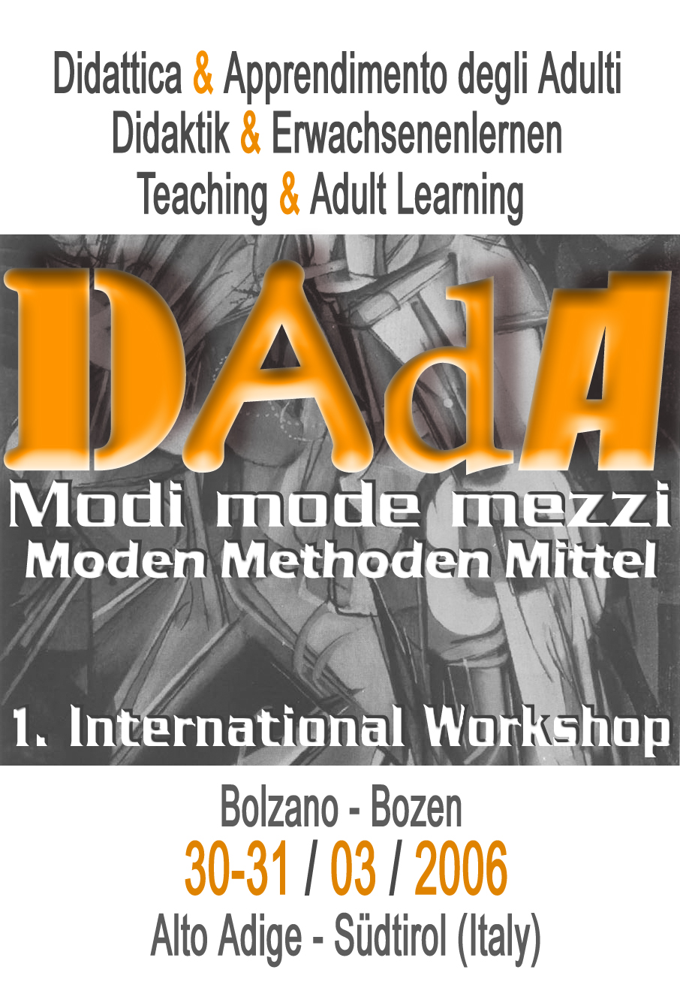 Didattica & Apprendimento degli Adulti
Didaktik & Erwachsenenlernen
Teaching & Adult Learning
DAdA
Modi mode mezzi
Moden Methoden Mittel
1. International Workshop
Bolzano - Bozen
30-31 / 03 / 2006
Alto Adige - Südtirol (Italy)